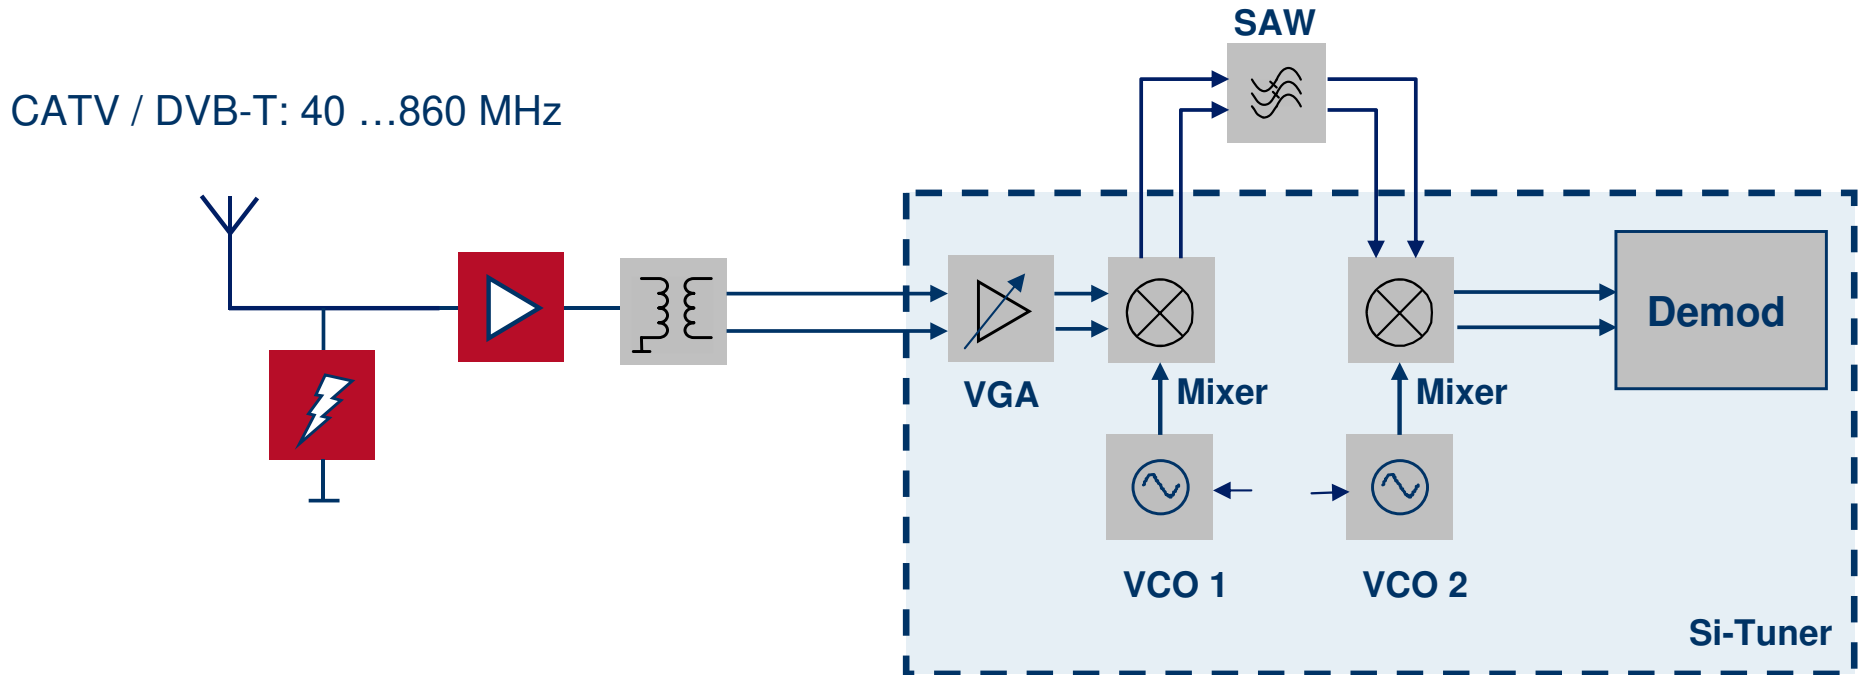 SAW
CATV / DVB-T: 40 …860 MHz
Demod
VGA
Mixer
Mixer
VCO 1
VCO 2
Si-Tuner